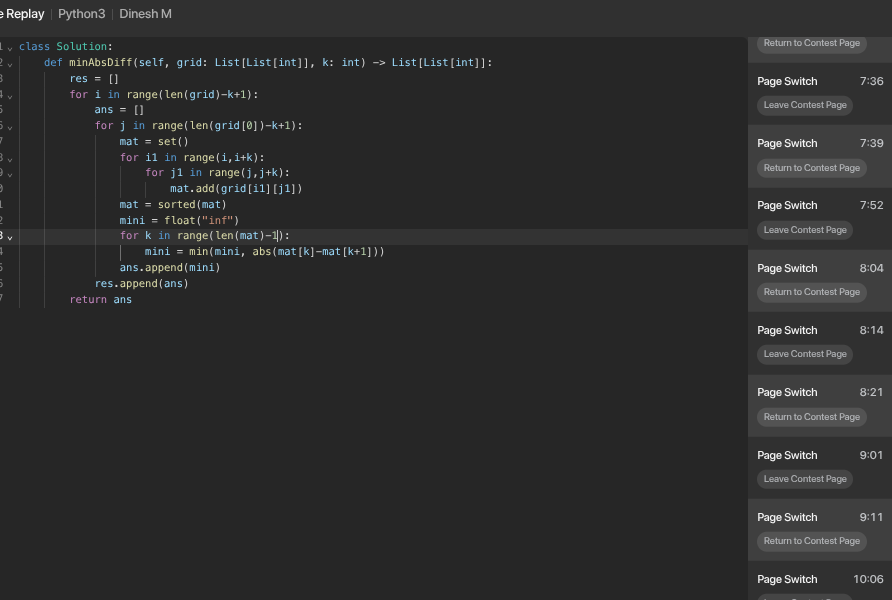 e Replay Python3 Dinesh M
1 class Solution:
2 def minAbsDiff(self, grid: List[List[int]], k: int) -> List[List[int]]:
3 res = []
4 for i in range(len(grid)-k+1):
5 ans = []
6 for j in range(len(grid[0])-k+1):
7 mat = set()
8 for i1 in range(i,i+k):
9 for j1 in range(j,j+k):
0 mat.add(grid[i1][j1])
1 mat = sorted(mat)
2 mini = float("inf")
3 for k in range(len(mat)-1):
4 mini = min(mini, abs(mat[k]-mat[k+1]))
5 ans.append(mini)
6 res.append(ans)
7 return ans
Return to Contest Page
Page Switch 7:36
Leave Contest Page
Page Switch 7:39
Return to Contest Page
Page Switch 7:52
Leave Contest Page
Page Switch 8:04
Return to Contest Page
Page Switch 8:14
Leave Contest Page
Page Switch 8:21
Return to Contest Page
Page Switch 9:01
Leave Contest Page
Page Switch 9:11
Return to Contest Page
Page Switch 10:06